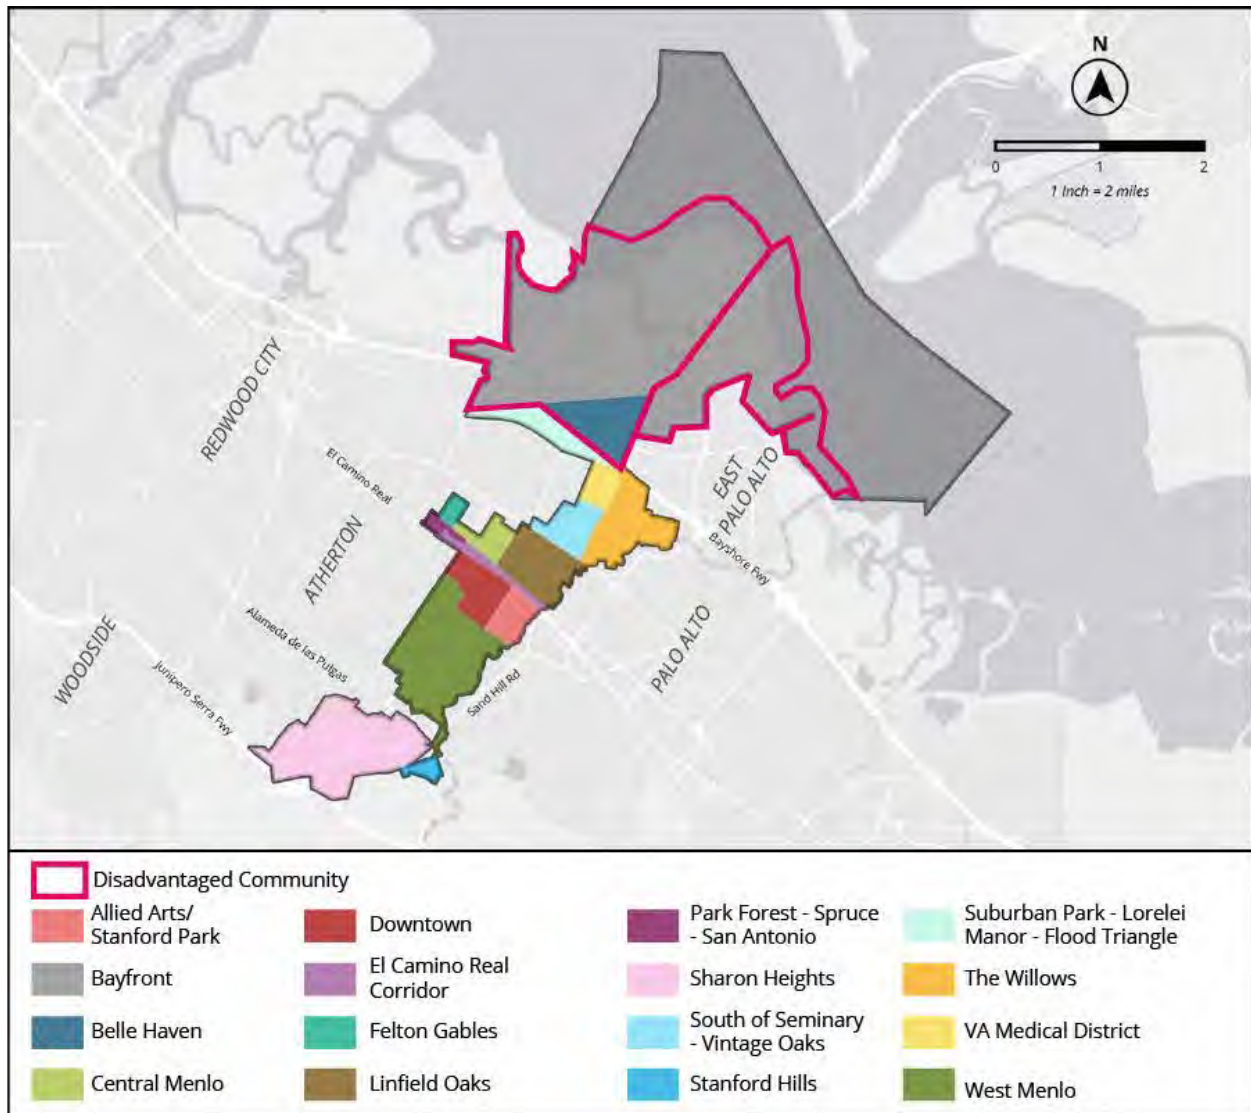 N
0 1 2
1 Inch = 2 miles
REDWOOD CITY
El Camino Real
EAST
PALO ALTO
Bayshore Fwy
ATHERTON
Alameda de las Pulgas
WOODSIDE
Junipero Serra Fwy
Sand Hill Rd
PALO ALTO
Disadvantaged Community
Allied Arts/
Stanford Park
Bayfront
Belle Haven
Central Menlo
Downtown
El Camino Real
Corridor
Felton Gables
Linfield Oaks
Park Forest - Spruce
- San Antonio
Sharon Heights
South of Seminary
- Vintage Oaks
Stanford Hills
Suburban Park - Lorelei
Manor - Flood Triangle
The Willows
VA Medical District
West Menlo